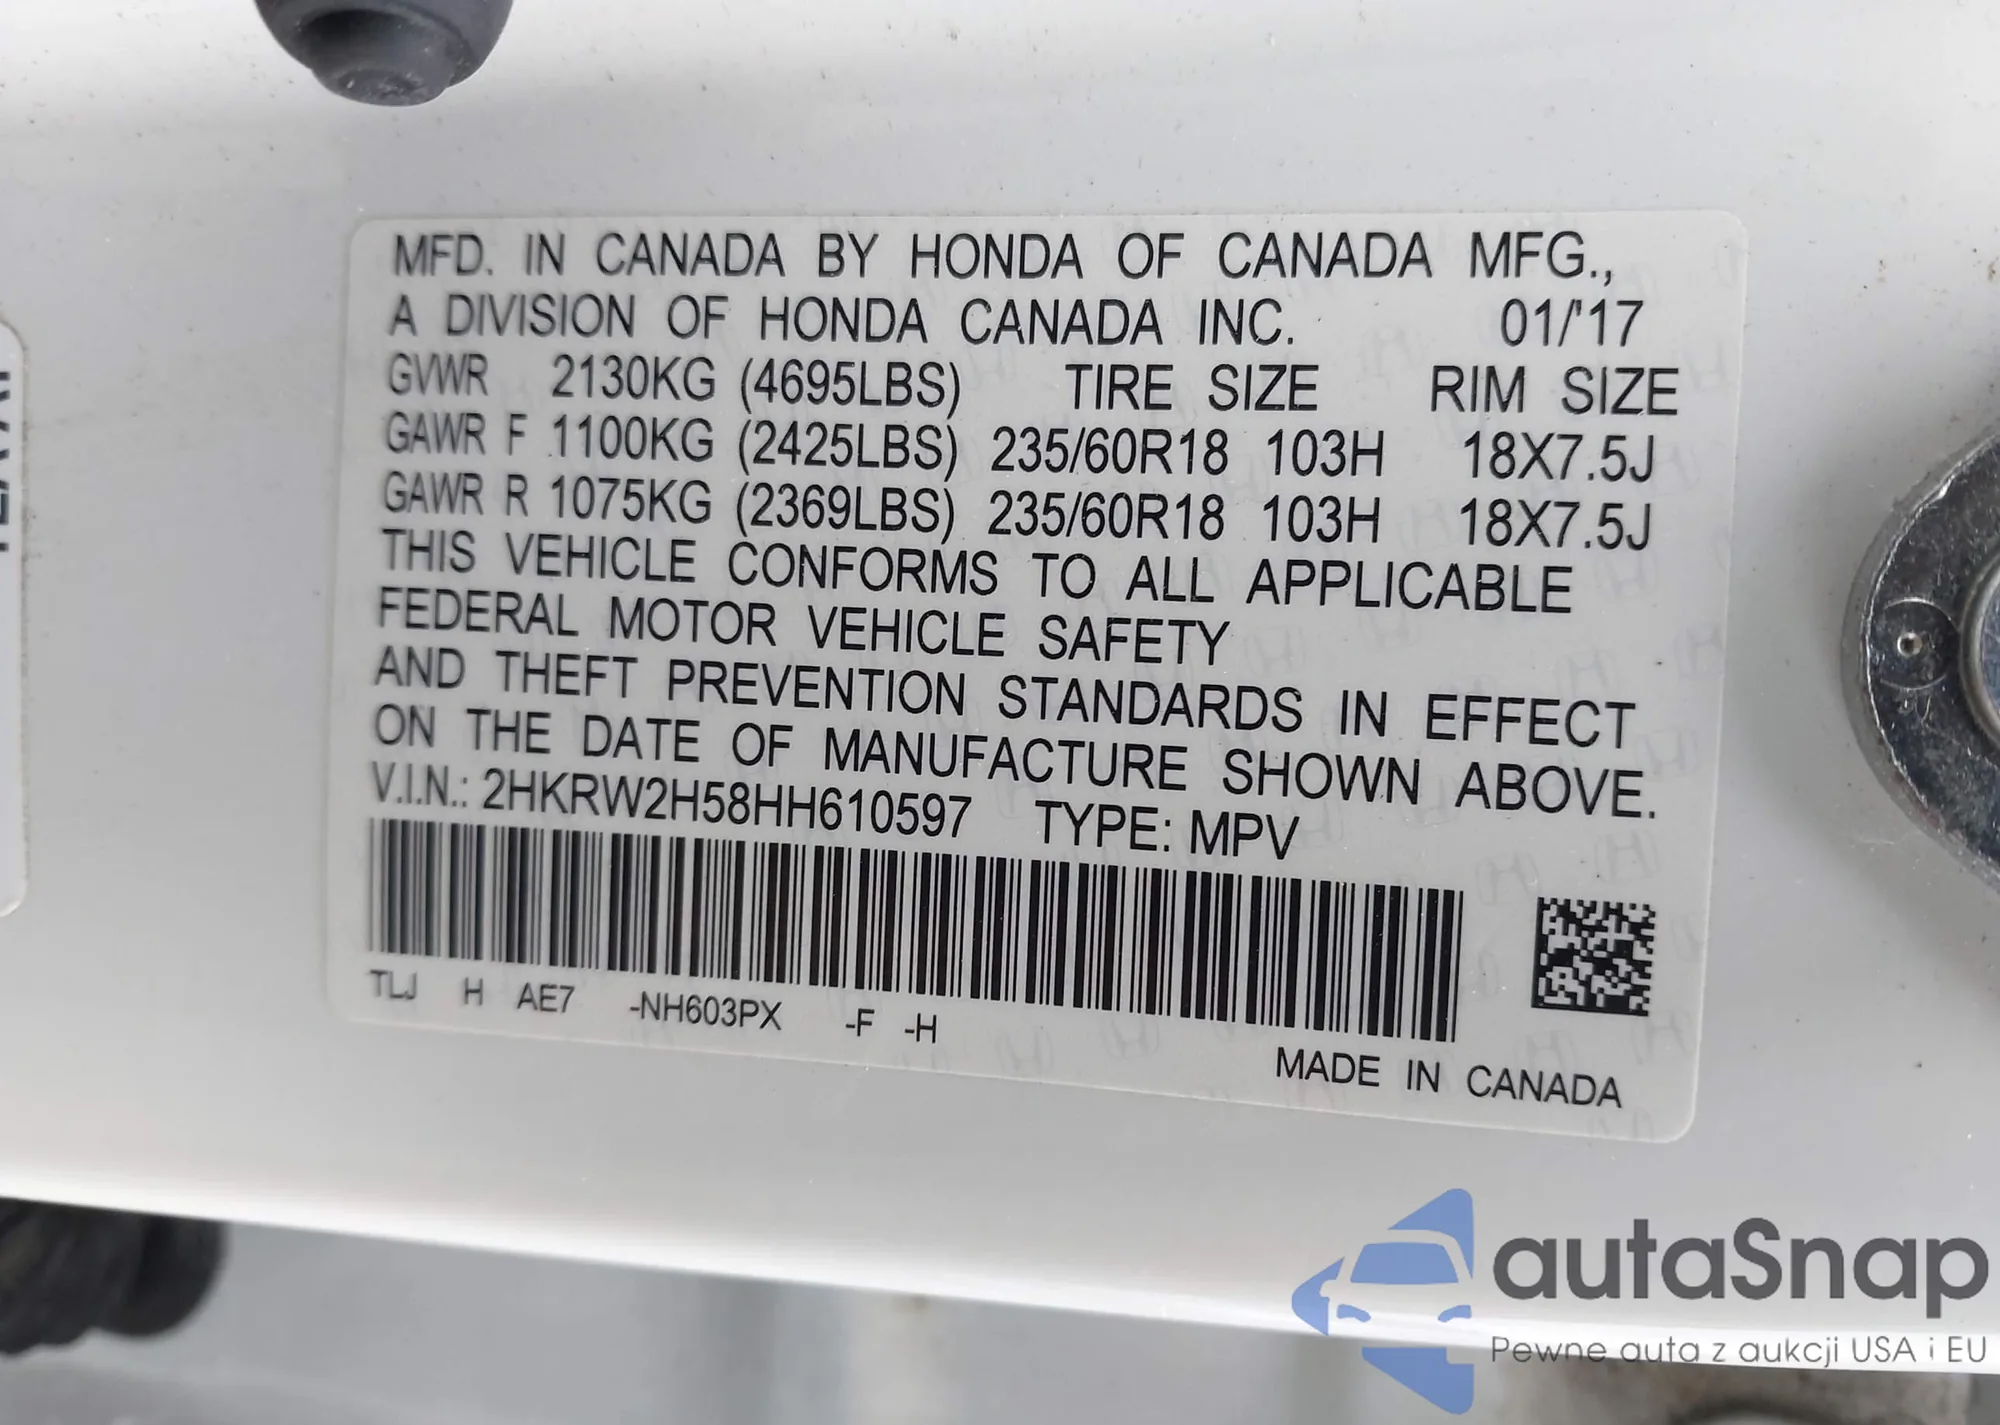 MFD. IN CANADA BY HONDA OF CANADA MFG.,
A DIVISION OF HONDA CANADA INC. 01/'17
GVWR 2130KG (4695LBS) TIRE SIZE RIM SIZE
GAWR F 1100KG (2425LBS) 235/60R18 103H 18X7.5J
GAWR R 1075KG (2369LBS) 235/60R18 103H 18X7.5J
THIS VEHICLE CONFORMS TO ALL APPLICABLE
FEDERAL MOTOR VEHICLE SAFETY
AND THEFT PREVENTION STANDARDS IN EFFECT
ON THE DATE OF MANUFACTURE SHOWN ABOVE.
V.I.N.: 2HKRW2H58HH610597 TYPE: MPV
TLJ H AE7 -NH603PX -F -H
MADE IN CANADA
autaSnap
Pewne auta z aukcji USA i EU